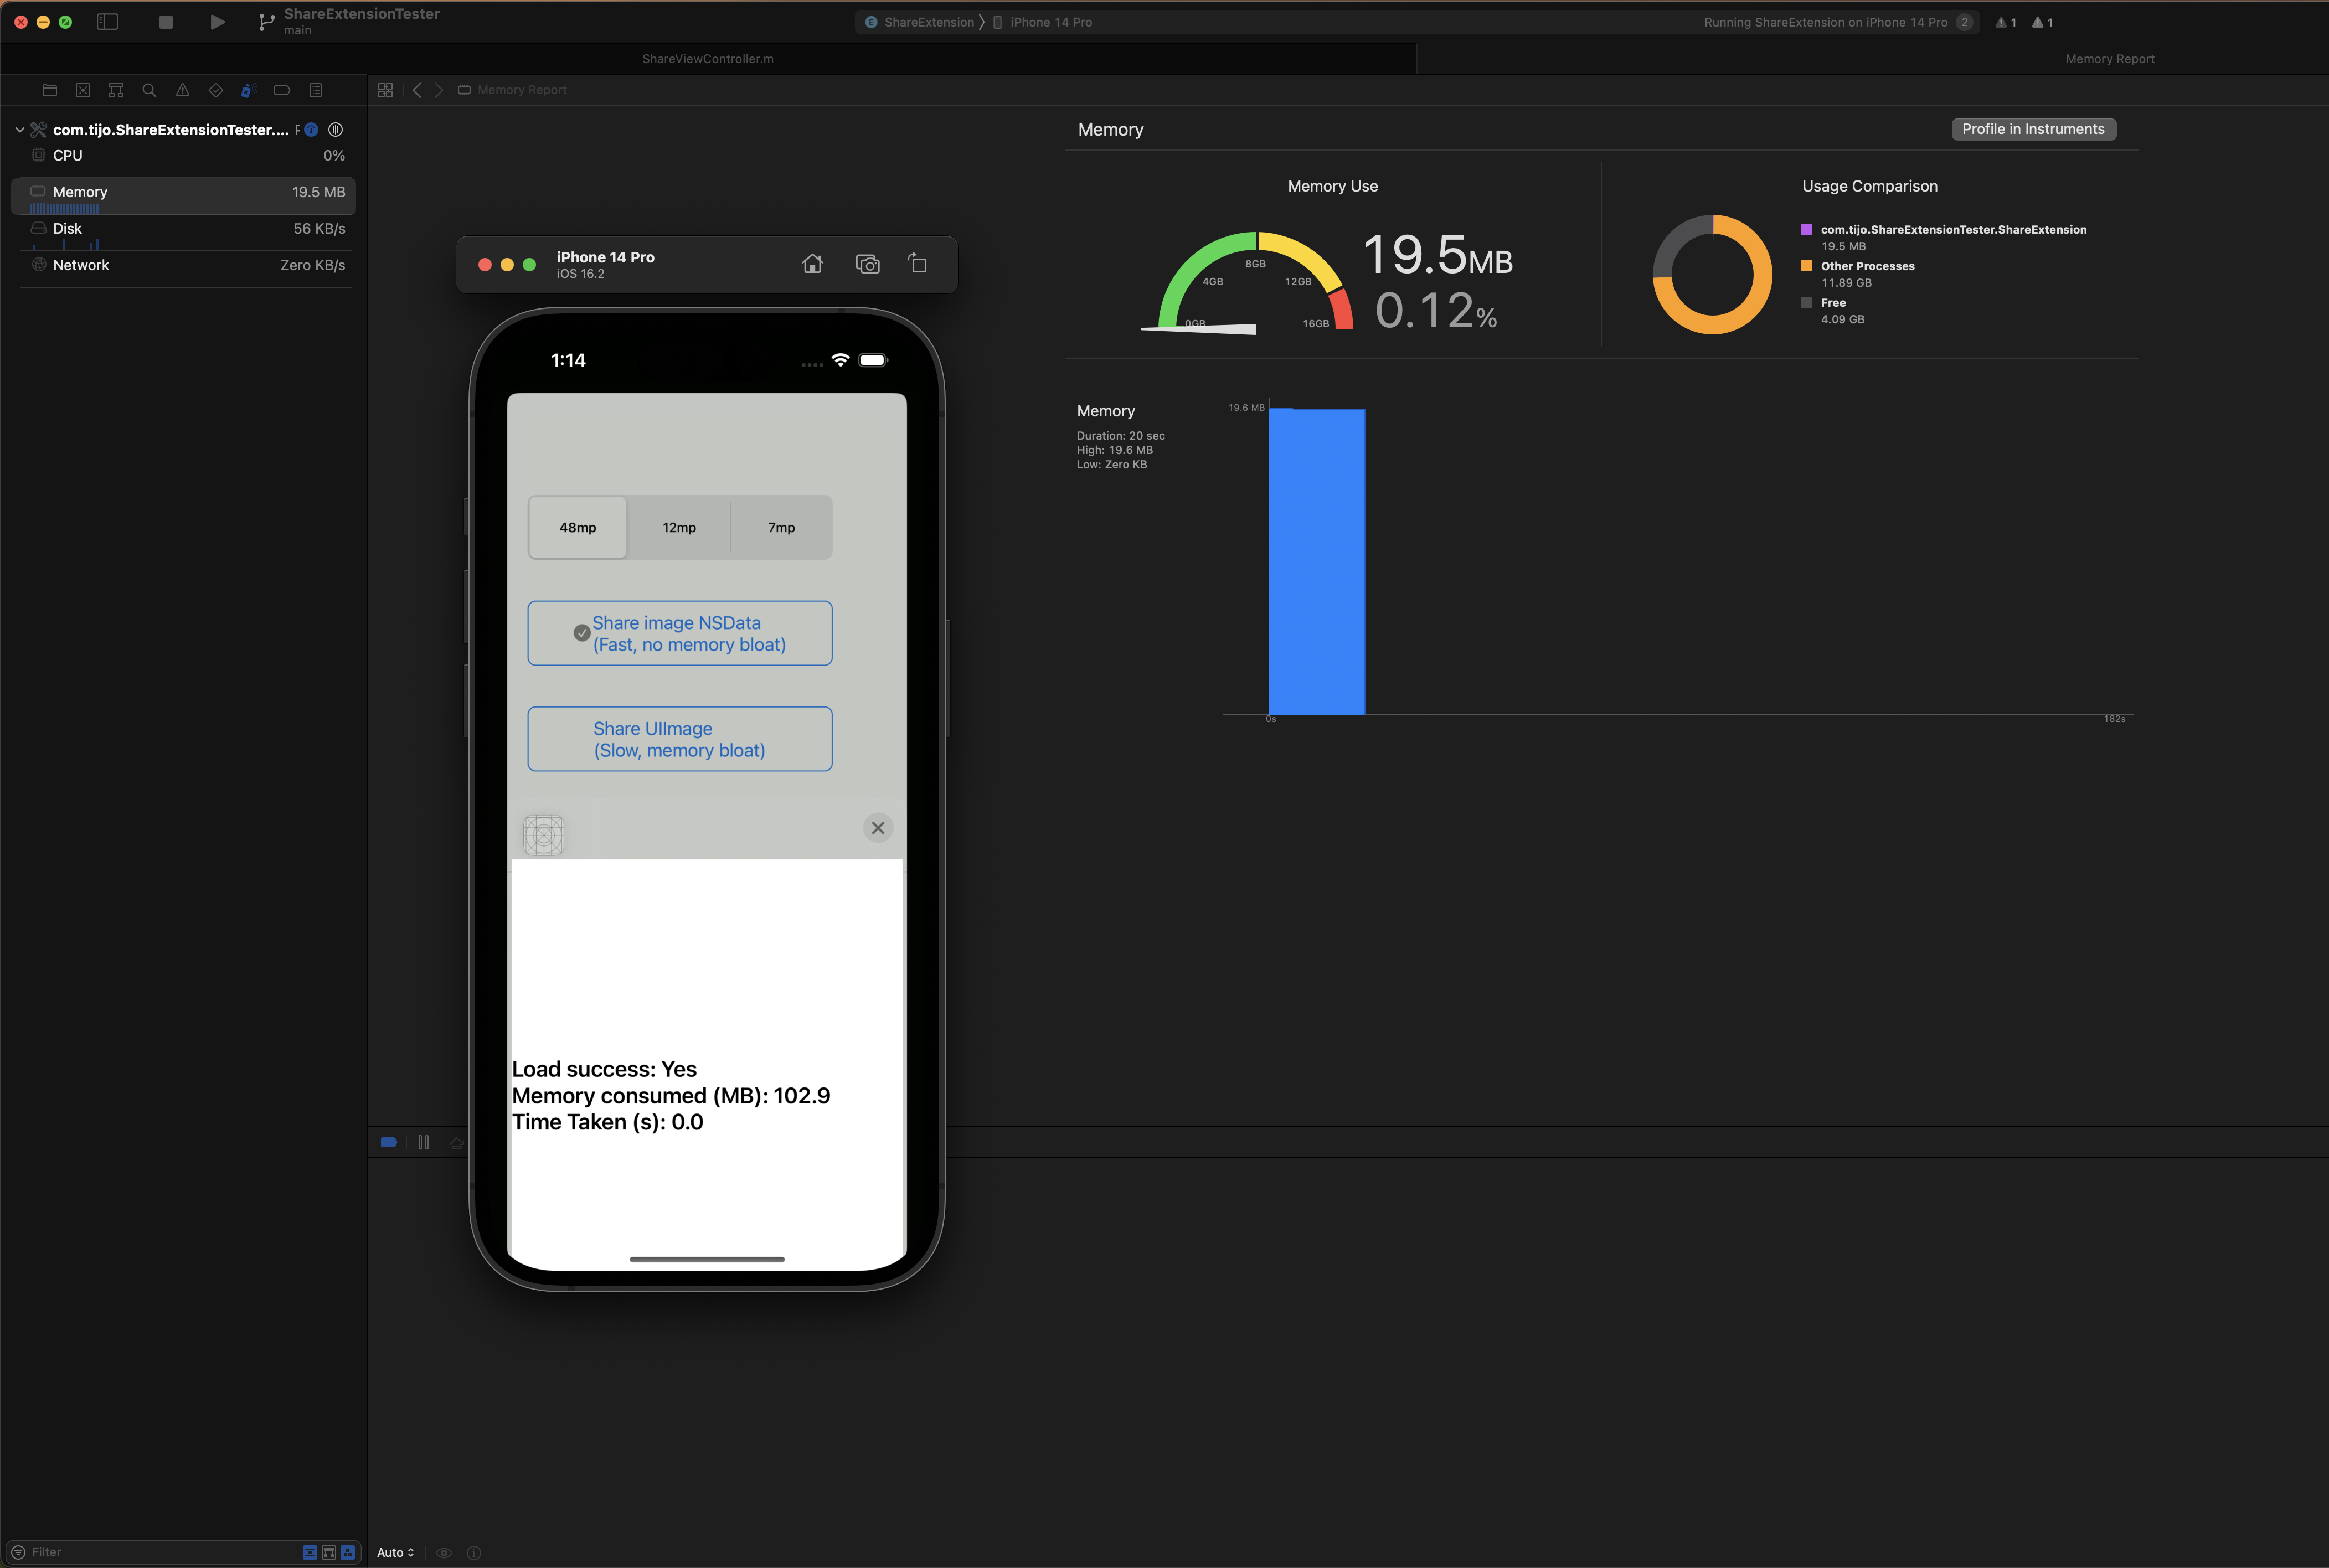 ShareExtensionTester
main
ShareExtension
iPhone 14 Pro
Running ShareExtension on iPhone 14 Pro
2
1
1
ShareViewController.m
Memory Report
Memory Report
com.tijo.ShareExtensionTester....
CPU
0%
Memory
19.5 MB
Disk
56 KB/s
Network
Zero KB/s
iPhone 14 Pro
iOS 16.2
1:14
48mp
12mp
7mp
Share image NSData
(Fast, no memory bloat)
Share UIImage
(Slow, memory bloat)
Load success: Yes
Memory consumed (MB): 102.9
Time Taken (s): 0.0
Memory
Profile in Instruments
Memory Use
0GB
4GB
8GB
12GB
16GB
19.5MB
0.12%
Usage Comparison
com.tijo.ShareExtensionTester.ShareExtension
19.5 MB
Other Processes
11.89 GB
Free
4.09 GB
Memory
Duration: 20 sec
High: 19.6 MB
Low: Zero KB
19.6 MB
0s
182s
Filter
Auto